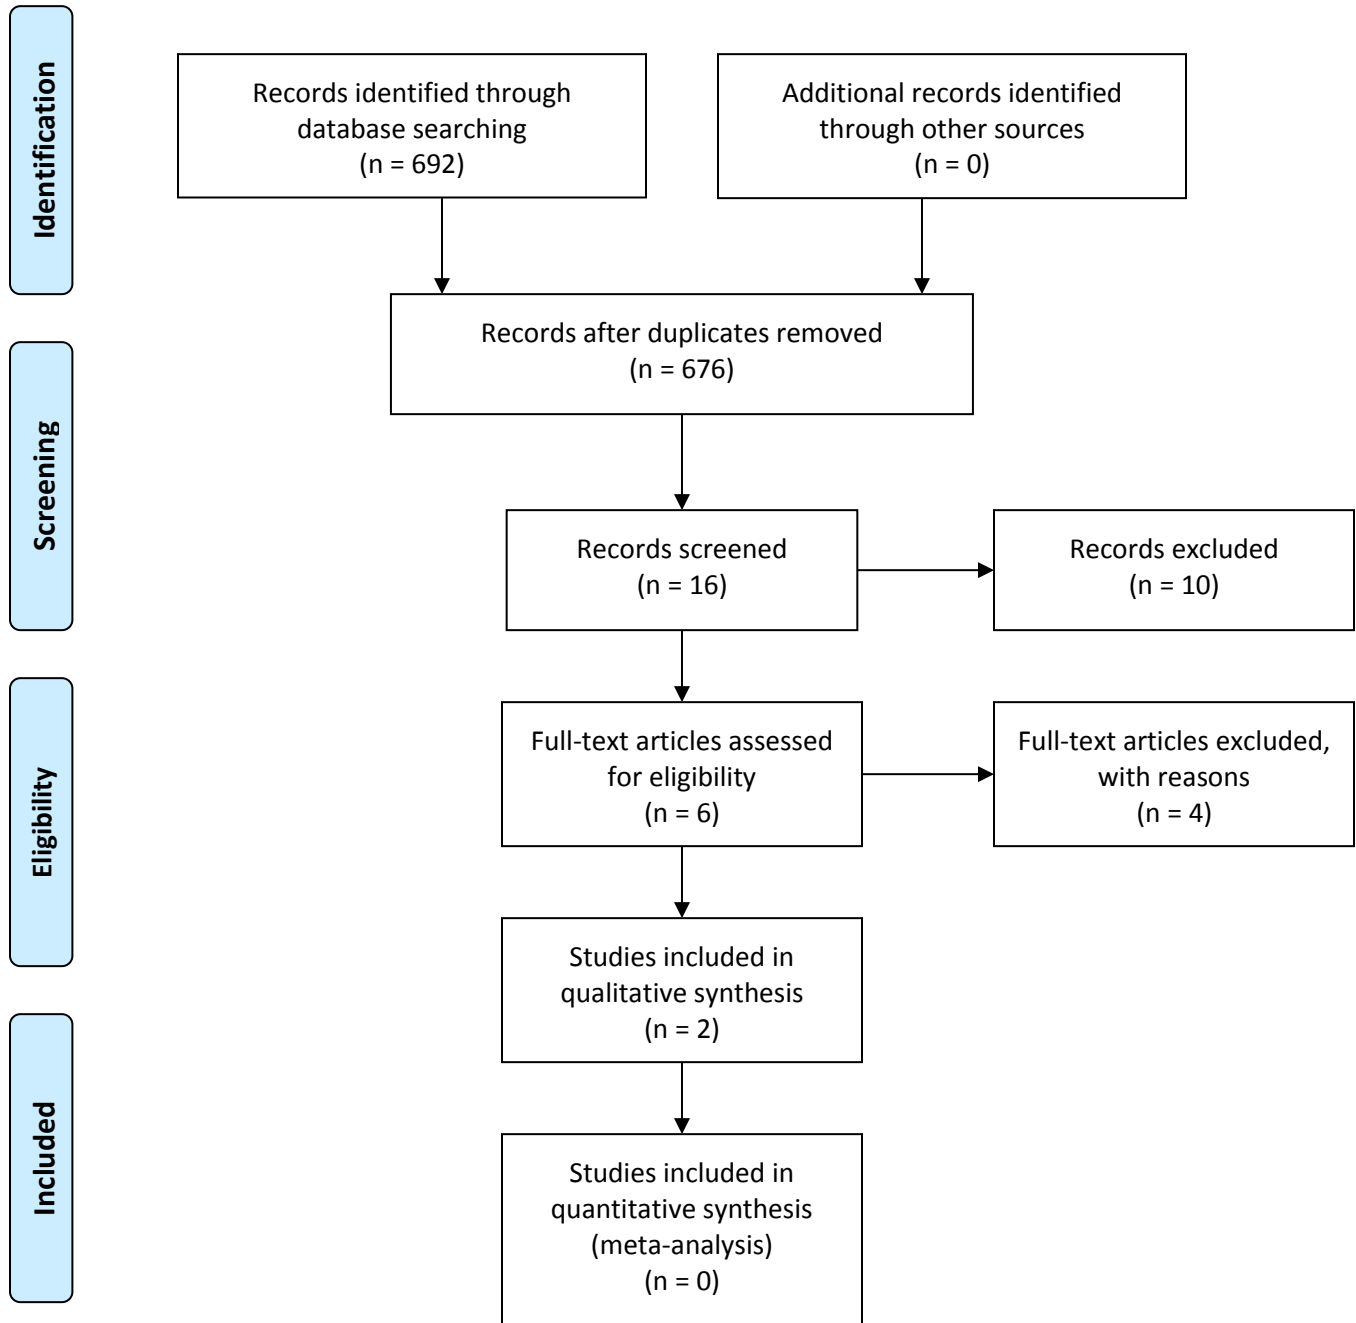 Identification
Records identified through
database searching
(n = 692)
Additional records identified
through other sources
(n = 0)
Records after duplicates removed
(n = 676)
Screening
Records screened
(n = 16)
Records excluded
(n = 10)
Eligibility
Full-text articles assessed
for eligibility
(n = 6)
Full-text articles excluded,
with reasons
(n = 4)
Studies included in
qualitative synthesis
(n = 2)
Included
Studies included in
quantitative synthesis
(meta-analysis)
(n = 0)